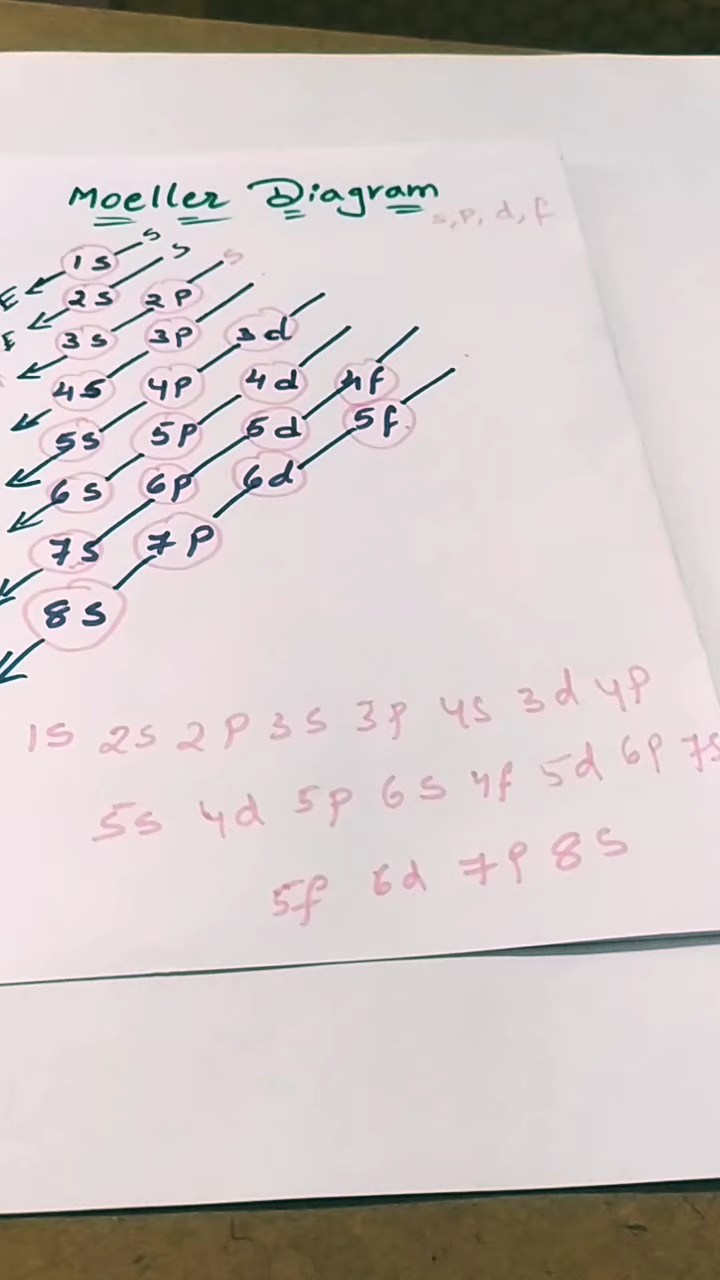 Moeller Diagram
s, p, d, f
1s s
2s 2p s s
3s 3p 3d
4s 4p 4d 4f
5s 5p 5d 5f
6s 6p 6d
7s 7p
8s
1s 2s 2p 3s 3p 4s 3d 4p
5s 4d 5p 6s 4f 5d 6p 7s
5f 6d 7p 8s